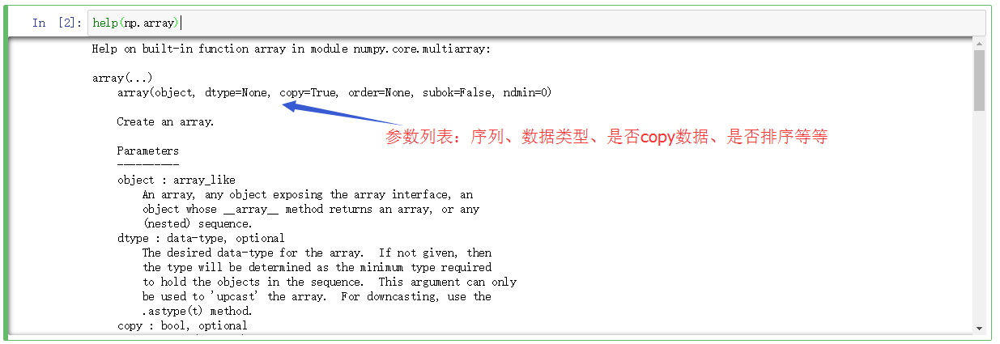 In [2]: help(np.array)
Help on built-in function array in module numpy.core.multiarray:
array(...)
array(object, dtype=None, copy=True, order=None, subok=False, ndmin=0)
参数列表：序列、数据类型、是否copy数据、是否排序等等
Create an array.
Parameters
----------
object : array_like
An array, any object exposing the array interface, an
object whose __array__ method returns an array, or any
(nested) sequence.
dtype : data-type, optional
The desired data-type for the array.  If not given, then
the type will be determined as the minimum type required
to hold the objects in the sequence.  This argument can only
be used to 'upcast' the array.  For downcasting, use the
.astype(t) method.
copy : bool, optional